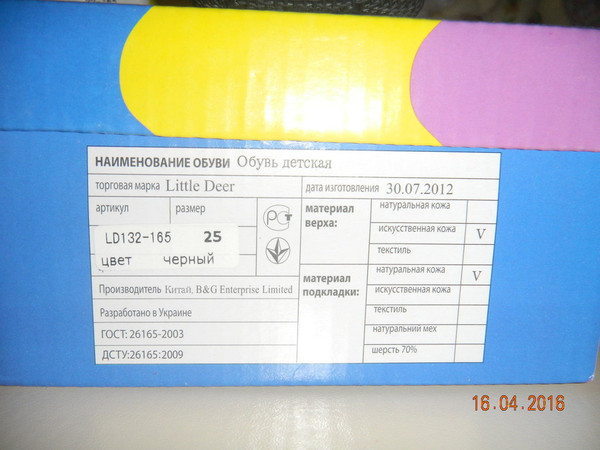 НАИМЕНОВАНИЕ ОБУВИ Обувь детская
торговая марка Little Deer
дата изготовления 30.07.2012
артикул размер
LD132-165 25
цвет черный
РСТ
Производитель Китай, B&G Enterprise Limited
Разработано в Украине
ГОСТ: 26165-2003
ДСТУ:26165:2009
материал верха:
натуральная кожа
искусственная кожа V
текстиль
материал подкладки:
натуральная кожа V
искусственная кожа
текстиль
натуральний мех
шерсть 70%
16.04.2016